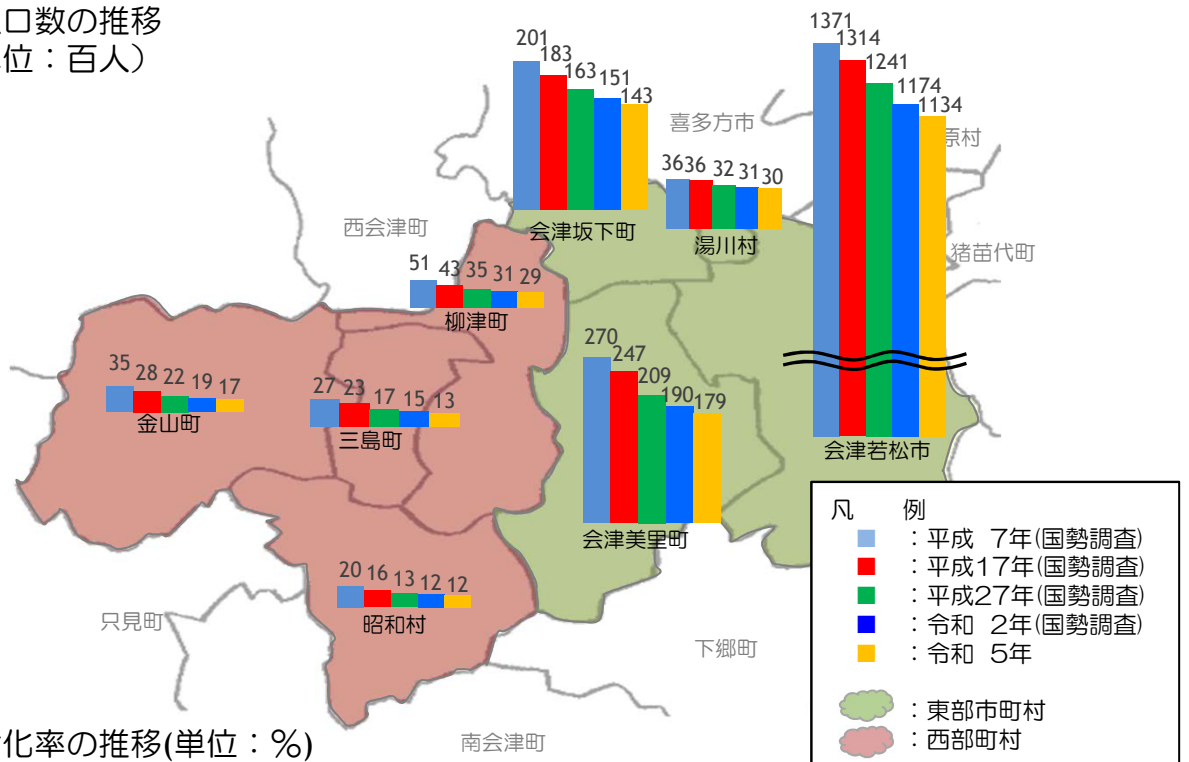 口数の推移
位：百人）
201 183 163 151 143
会津坂下町
喜多方市
36 36 32 31 30
湯川村
1371 1314 1241 1174 1134
会津若松市
原村
猪苗代町
西会津町
51 43 35 31 29
柳津町
35 28 22 19 17
金山町
27 23 17 15 13
三島町
270 247 209 190 179
会津美里町
20 16 13 12 12
昭和村
只見町
下郷町
南会津町
凡　例
：平成 7年(国勢調査)
：平成17年(国勢調査)
：平成27年(国勢調査)
：令和 2年(国勢調査)
：令和 5年
：東部市町村
：西部町村
化率の推移(単位：%)